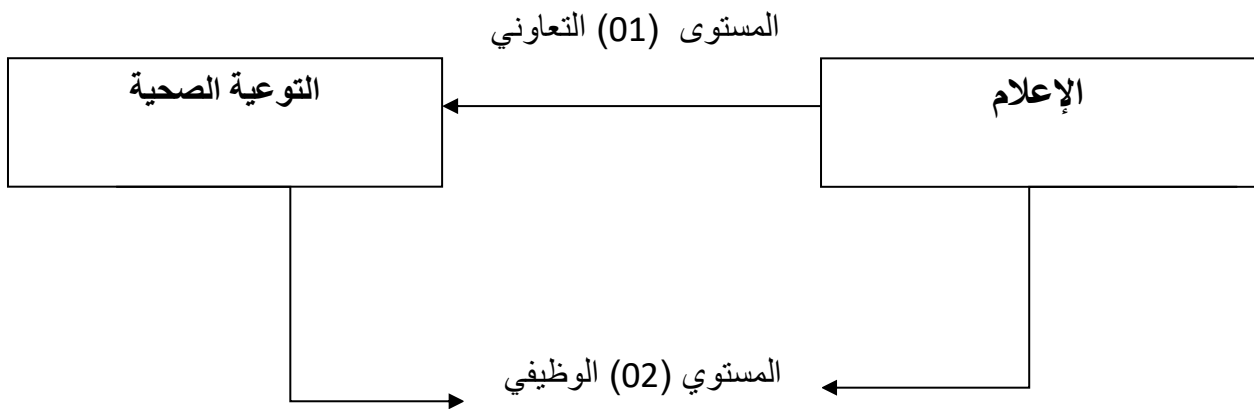 المستوى (01) التعاوني
الإعلام
التوعية الصحية
المستوي (02) الوظيفي